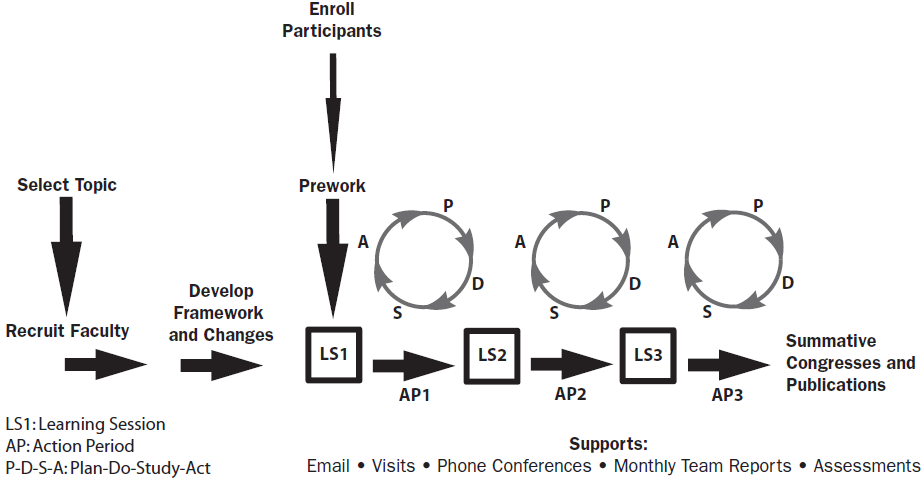 Enroll
Participants
Select Topic
Prework
P
A
D
S
P
A
D
S
P
A
D
S
Recruit Faculty
Develop
Framework
and Changes
LS1
LS2
LS3
AP1
AP2
AP3
Summative
Congresses and
Publications
LS1: Learning Session
AP: Action Period
P-D-S-A: Plan-Do-Study-Act
Supports:
Email • Visits • Phone Conferences • Monthly Team Reports • Assessments